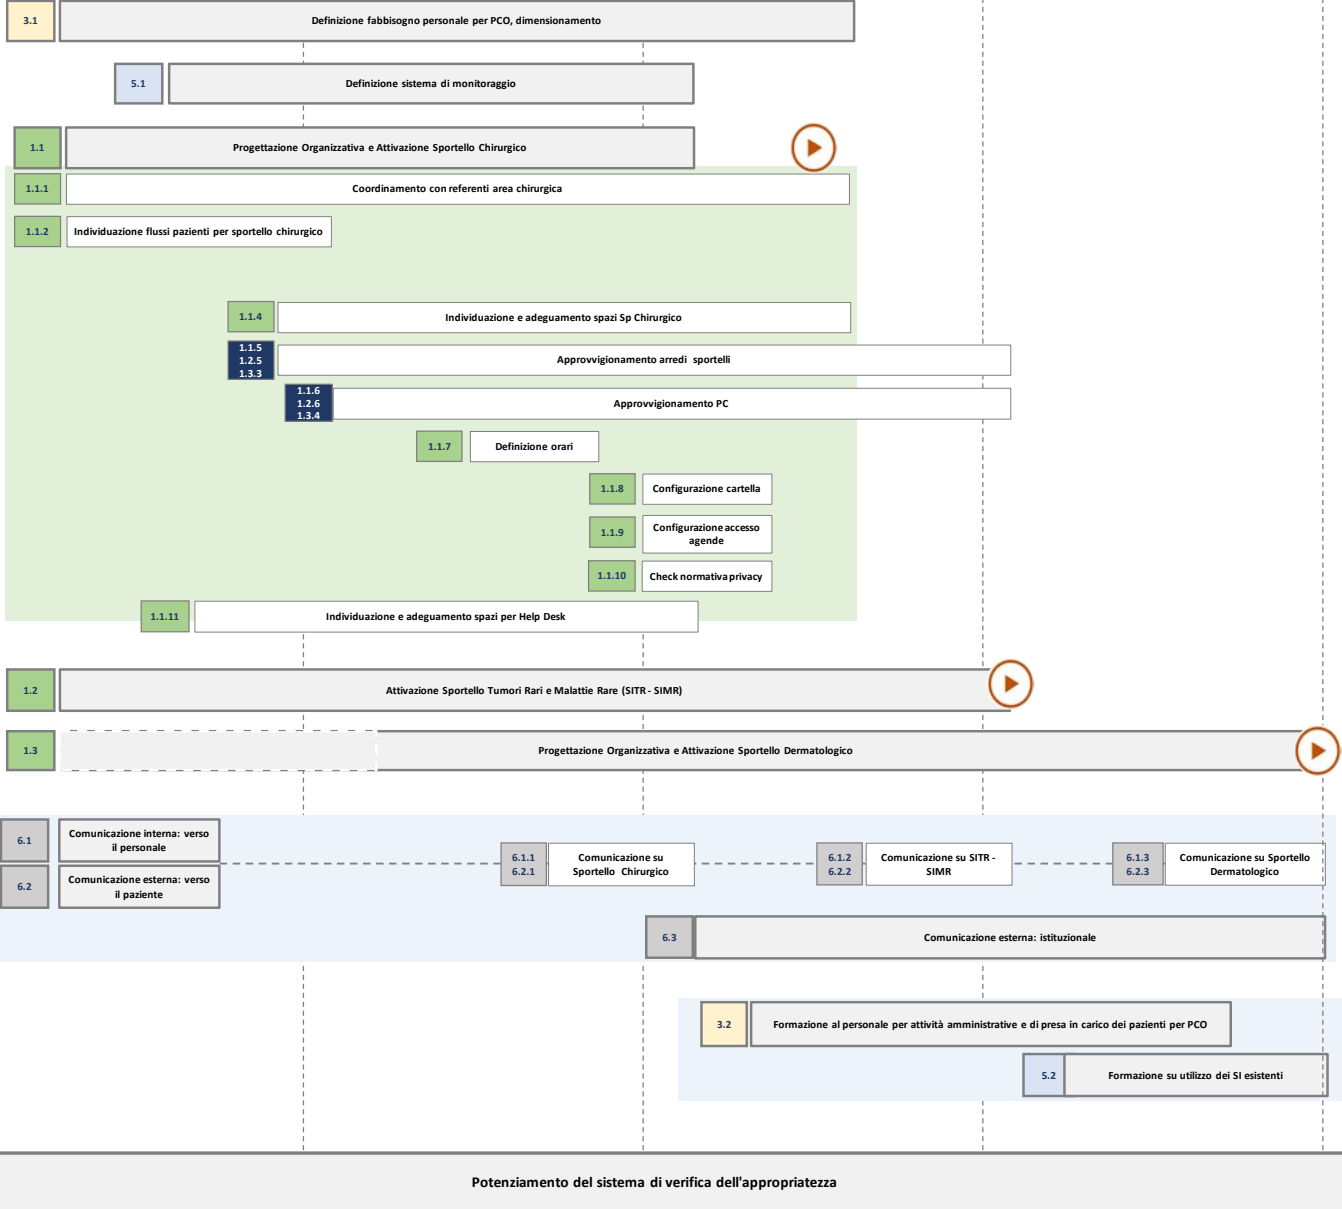 3.1
Definizione fabbisogno personale per PCO, dimensionamento
5.1
Definizione sistema di monitoraggio
1.1
Progettazione Organizzativa e Attivazione Sportello Chirurgico
1.1.1
Coordinamento con referenti area chirurgica
1.1.2
Individuazione flussi pazienti per sportello chirurgico
1.1.4
Individuazione e adeguamento spazi Sp Chirurgico
1.1.5
1.2.5
1.3.3
Approvvigionamento arredi sportelli
1.1.6
1.2.6
1.3.4
Approvvigionamento PC
1.1.7
Definizione orari
1.1.8
Configurazione cartella
1.1.9
Configurazione accesso
agende
1.1.10
Check normativa privacy
1.1.11
Individuazione e adeguamento spazi per Help Desk
1.2
Attivazione Sportello Tumori Rari e Malattie Rare (SITR - SIMR)
1.3
Progettazione Organizzativa e Attivazione Sportello Dermatologico
6.1
Comunicazione interna: verso
il personale
6.2
Comunicazione esterna: verso
il paziente
6.1.1
6.2.1
Comunicazione su
Sportello Chirurgico
6.1.2
6.2.2
Comunicazione su SITR -
SIMR
6.1.3
6.2.3
Comunicazione su Sportello
Dermatologico
6.3
Comunicazione esterna: istituzionale
3.2
Formazione al personale per attività amministrative e di presa in carico dei pazienti per PCO
5.2
Formazione su utilizzo dei SI esistenti
Potenziamento del sistema di verifica dell'appropriatezza